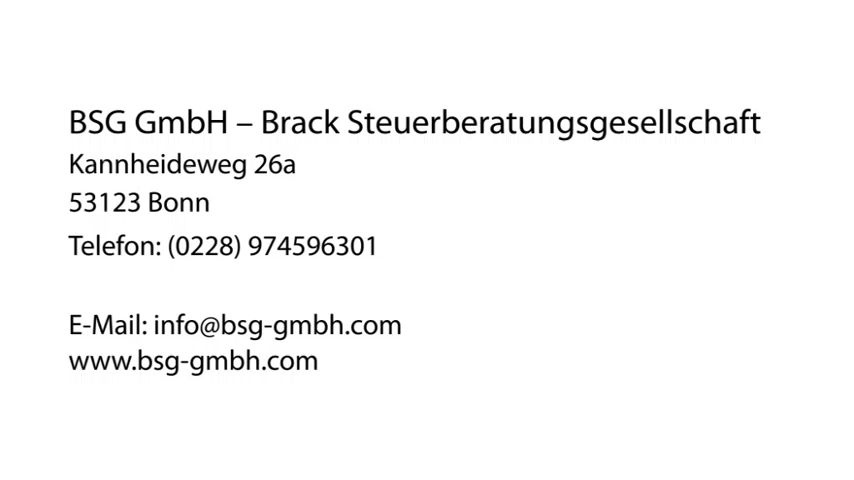 BSG GmbH – Brack Steuerberatungsgesellschaft
Kannheideweg 26a
53123 Bonn
Telefon: (0228) 974596301
E-Mail: info@bsg-gmbh.com
www.bsg-gmbh.com